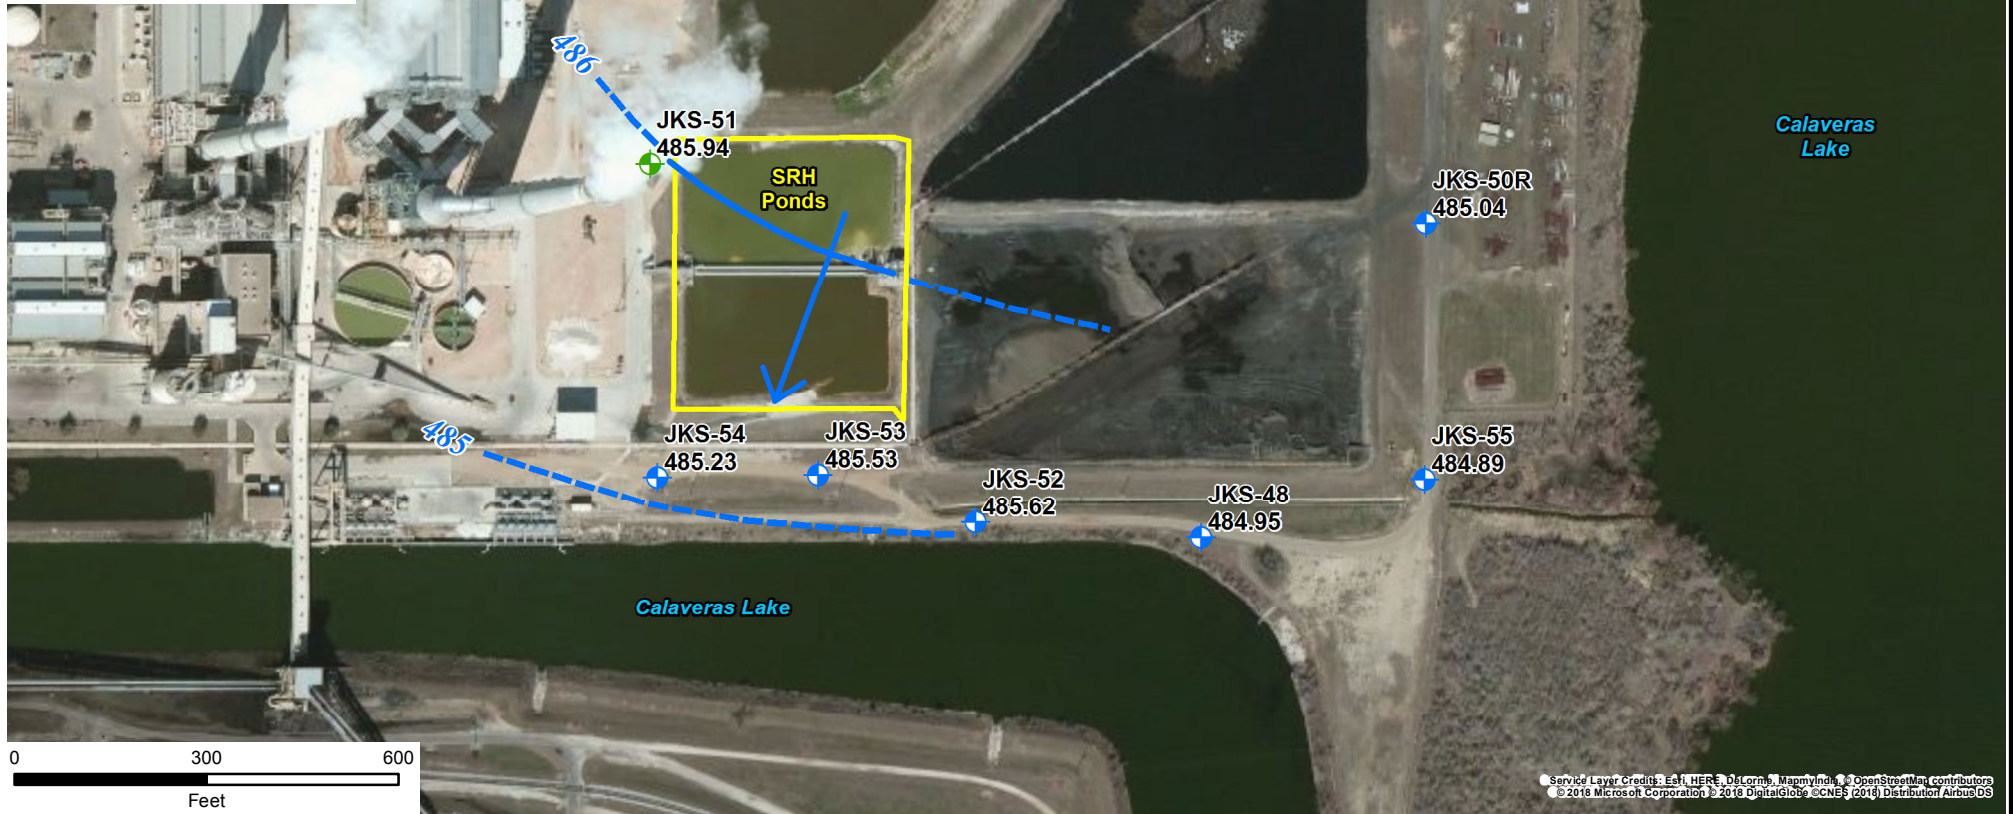 486
JKS-51
485.94
SRH
Ponds
Calaveras
Lake
JKS-50R
485.04
485
JKS-54
485.23
JKS-53
485.53
JKS-52
485.62
JKS-48
484.95
JKS-55
484.89
Calaveras Lake
0 300 600
Feet
Service Layer Credits: Esri, HERE, DeLorme, MapmyIndia, © OpenStreetMap contributors
© 2018 Microsoft Corporation © 2018 DigitalGlobe ©CNES (2018) Distribution Airbus DS